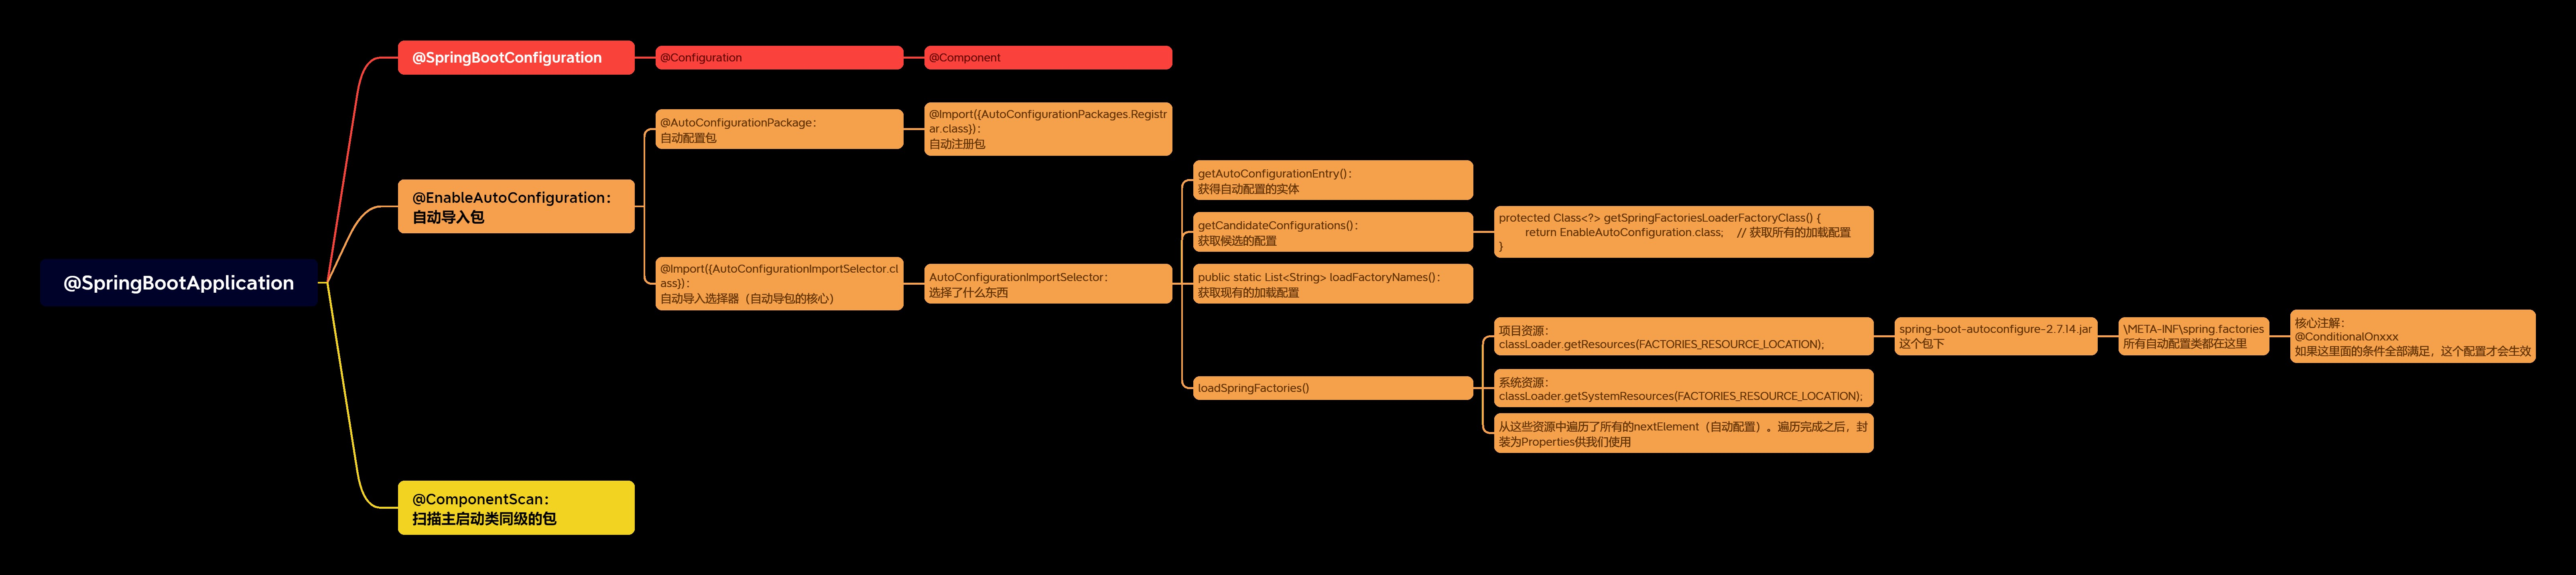 @SpringBootApplication
@SpringBootConfiguration
@Configuration
@Component
@EnableAutoConfiguration：
自动导入包
@AutoConfigurationPackage：
自动配置包
@Import({AutoConfigurationPackages.Registr
ar.class})：
自动注册包
@Import({AutoConfigurationImportSelector.cl
ass})：
自动导入选择器（自动导包的核心）
AutoConfigurationImportSelector：
选择了什么东西
getAutoConfigurationEntry()：
获得自动配置的实体
getCandidateConfigurations()：
获取候选的配置
protected Class<?> getSpringFactoriesLoaderFactoryClass() {
return EnableAutoConfiguration.class;    // 获取所有的加载配置
}
public static List<String> loadFactoryNames()：
获取现有的加载配置
loadSpringFactories()
项目资源：
classLoader.getResources(FACTORIES_RESOURCE_LOCATION);
spring-boot-autoconfigure-2.7.14.jar
这个包下
\META-INF\spring.factories
所有自动配置类都在这里
核心注解：
@ConditionalOnxxx
如果这里面的条件全部满足，这个配置才会生效
系统资源：
classLoader.getSystemResources(FACTORIES_RESOURCE_LOCATION);
从这些资源中遍历了所有的nextElement（自动配置）。遍历完成之后，封
装为Properties供我们使用
@ComponentScan：
扫描主启动类同级的包